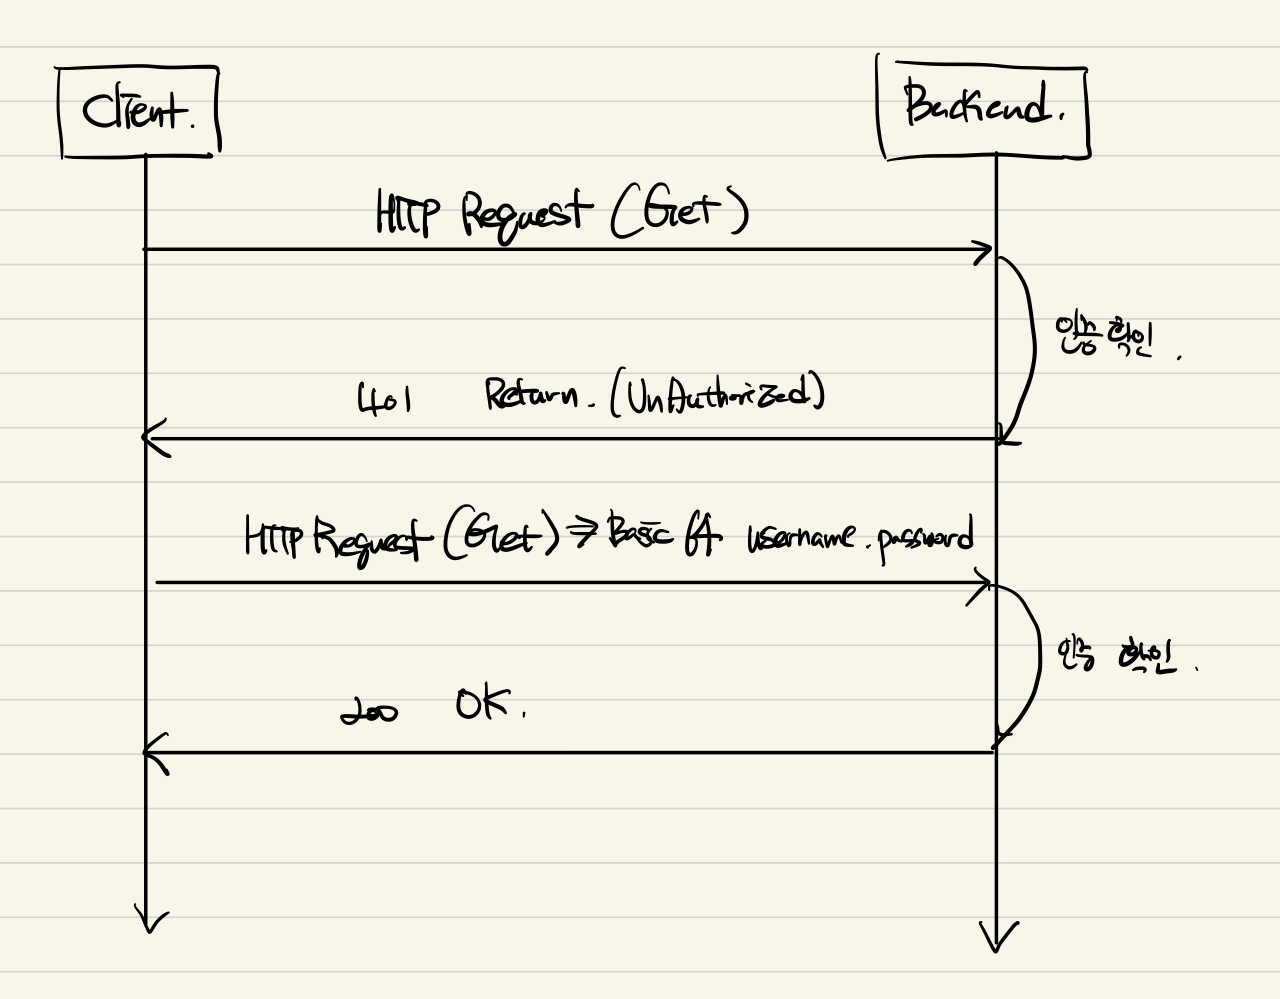 Client.
Backend.
HTTP Request (Get)
인증 확인.
401 Return. (UnAuthorized)
HTTP Request (Get) ⇒ Basic username.password
인증 확인.
200 OK.